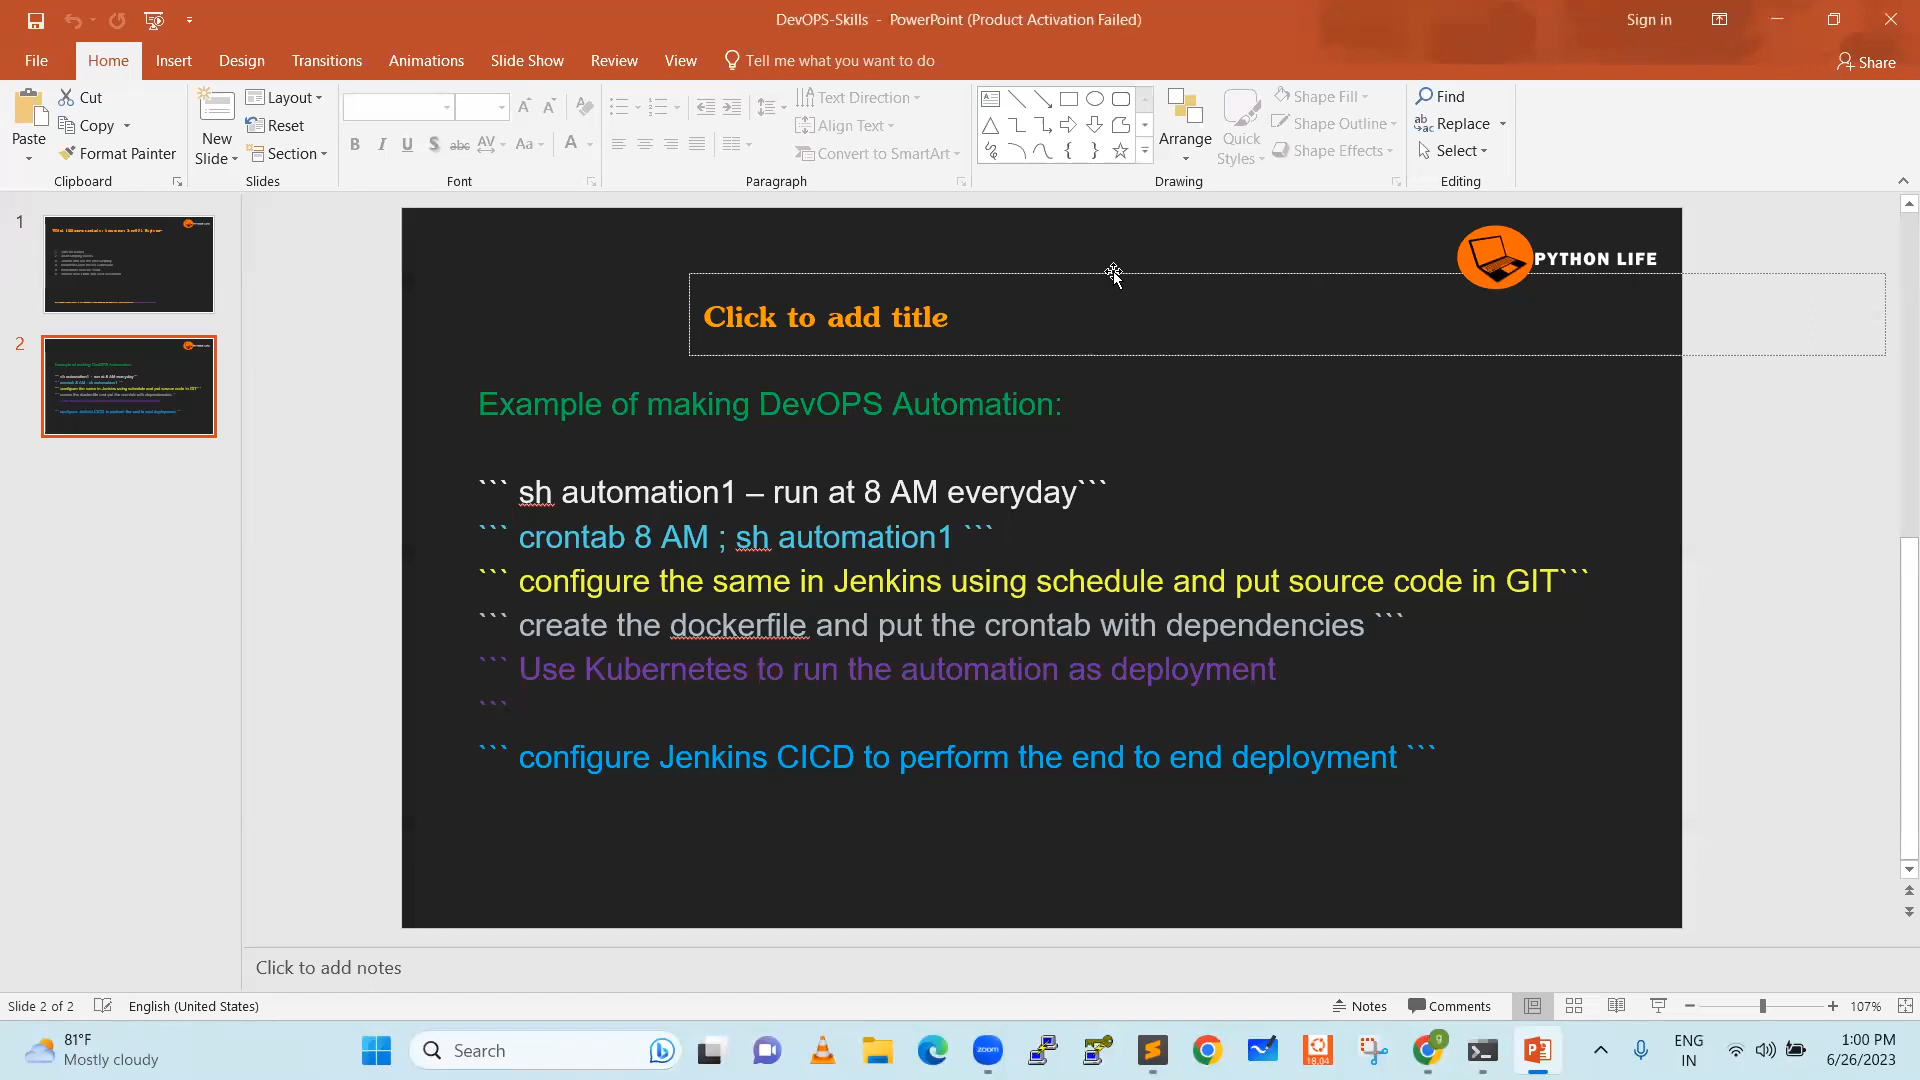 DevOPS-Skills - PowerPoint (Product Activation Failed)
Sign in
File Home Insert Design Transitions Animations Slide Show Review View Tell me what you want to do
Share
Paste
Cut
Copy
Format Painter
Clipboard
New Slide
Layout
Reset
Section
Slides
Font
Text Direction
Align Text
Convert to SmartArt
Paragraph
Arrange
Quick Styles
Shape Fill
Shape Outline
Shape Effects
Drawing
Find
Replace
Select
Editing
1
2
PYTHON LIFE
Click to add title
Example of making DevOPS Automation:
``` sh automation1 – run at 8 AM everyday```
``` crontab 8 AM ; sh automation1 ```
``` configure the same in Jenkins using schedule and put source code in GIT```
``` create the dockerfile and put the crontab with dependencies ```
``` Use Kubernetes to run the automation as deployment
```
``` configure Jenkins CICD to perform the end to end deployment ```
Click to add notes
Slide 2 of 2 English (United States)
Notes Comments 107%
81°F
Mostly cloudy
Search
zoom
18.04
ENG
IN
1:00 PM
6/26/2023